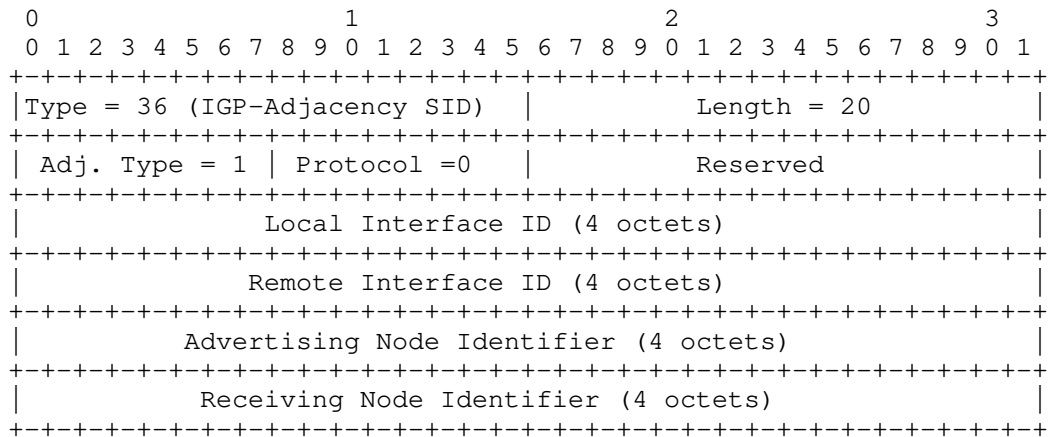 0                   1                   2                   3
 0 1 2 3 4 5 6 7 8 9 0 1 2 3 4 5 6 7 8 9 0 1 2 3 4 5 6 7 8 9 0 1
+-+-+-+-+-+-+-+-+-+-+-+-+-+-+-+-+-+-+-+-+-+-+-+-+-+-+-+-+-+-+-+-+
|Type = 36 (IGP-Adjacency SID)  |          Length = 20          |
+-+-+-+-+-+-+-+-+-+-+-+-+-+-+-+-+-+-+-+-+-+-+-+-+-+-+-+-+-+-+-+-+
| Adj. Type = 1 | Protocol =0   |          Reserved             |
+-+-+-+-+-+-+-+-+-+-+-+-+-+-+-+-+-+-+-+-+-+-+-+-+-+-+-+-+-+-+-+-+
|               Local Interface ID (4 octets)                   |
+-+-+-+-+-+-+-+-+-+-+-+-+-+-+-+-+-+-+-+-+-+-+-+-+-+-+-+-+-+-+-+-+
|              Remote Interface ID (4 octets)                   |
+-+-+-+-+-+-+-+-+-+-+-+-+-+-+-+-+-+-+-+-+-+-+-+-+-+-+-+-+-+-+-+-+
|          Advertising Node Identifier (4 octets)               |
+-+-+-+-+-+-+-+-+-+-+-+-+-+-+-+-+-+-+-+-+-+-+-+-+-+-+-+-+-+-+-+-+
|           Receiving Node Identifier (4 octets)                |
+-+-+-+-+-+-+-+-+-+-+-+-+-+-+-+-+-+-+-+-+-+-+-+-+-+-+-+-+-+-+-+-+